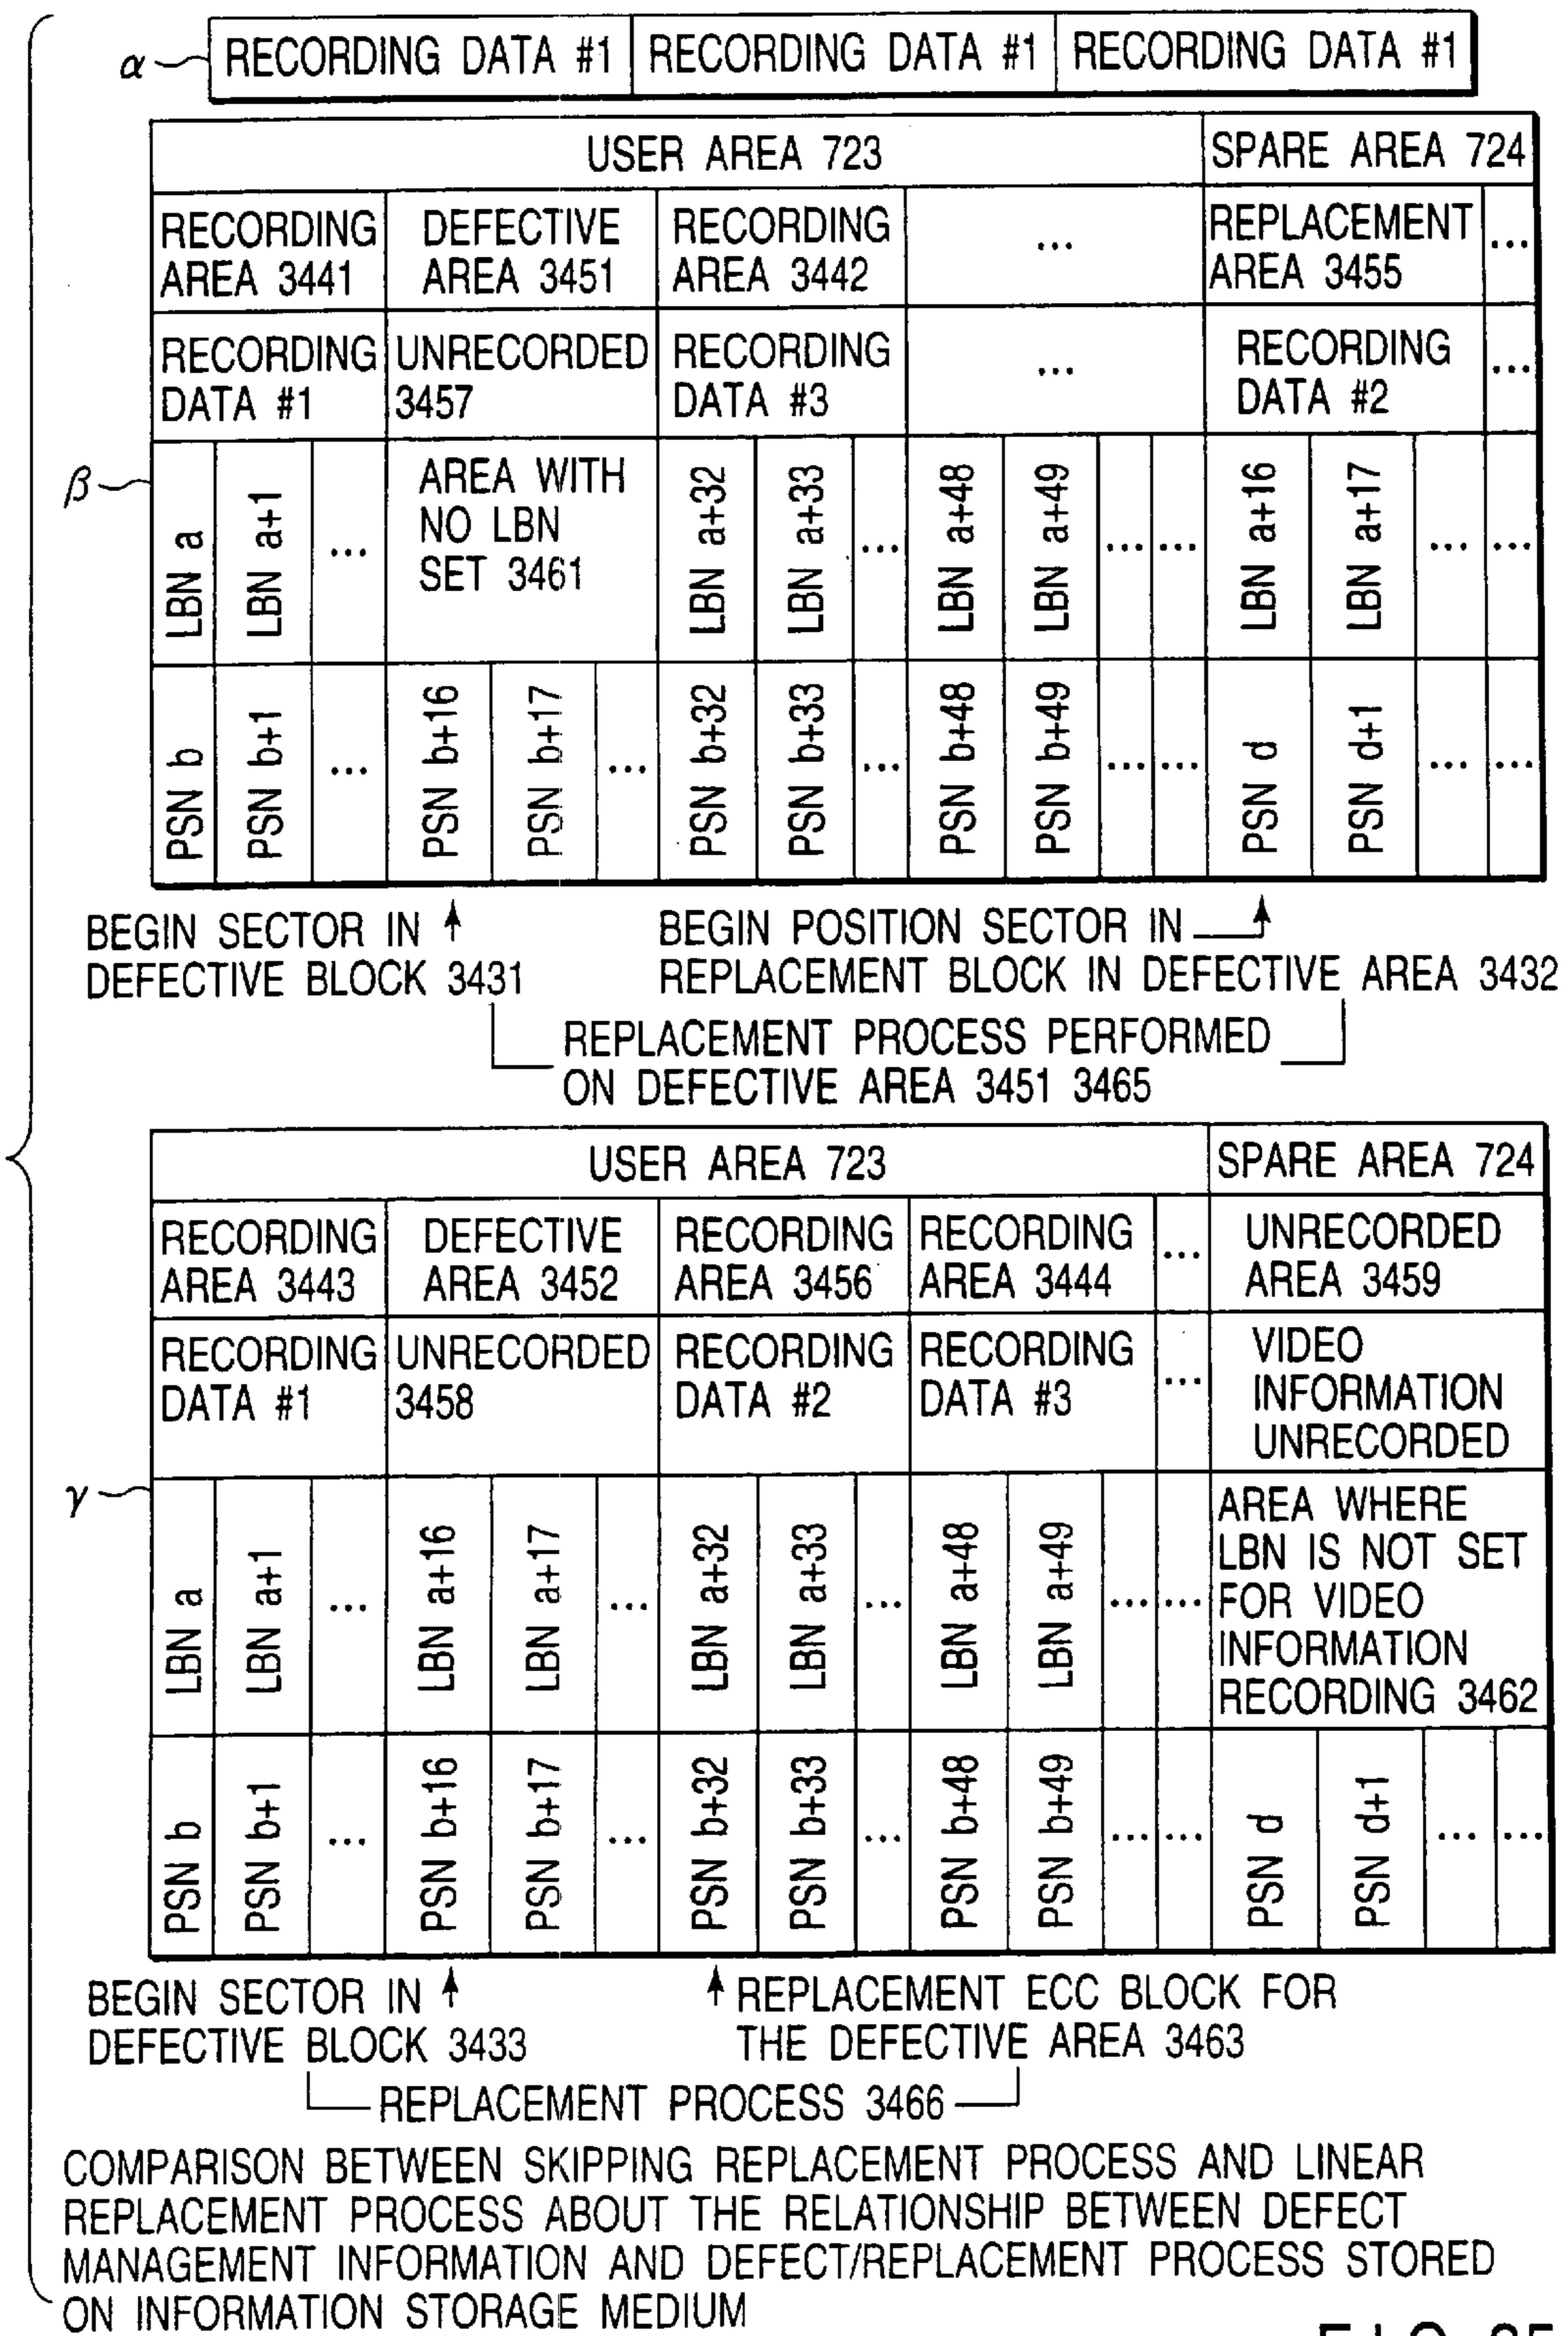 α
RECORDING DATA #1 RECORDING DATA #1 RECORDING DATA #1
USER AREA 723 SPARE AREA 724
RECORDING AREA 3441 DEFECTIVE AREA 3451 RECORDING AREA 3442 ... REPLACEMENT AREA 3455 ...
RECORDING DATA #1 UNRECORDED 3457 RECORDING DATA #3 ... RECORDING DATA #2 ...
β
LBN a LBN a+1 ... AREA WITH NO LBN SET 3461 LBN a+32 LBN a+33 ... LBN a+48 LBN a+49 ... ... LBN a+16 LBN a+17 ... ...
PSN b PSN b+1 ... PSN b+16 PSN b+17 ... PSN b+32 PSN b+33 ... PSN b+48 PSN b+49 ... ... PSN d PSN d+1 ... ...
BEGIN SECTOR IN
DEFECTIVE BLOCK 3431
BEGIN POSITION SECTOR IN
REPLACEMENT BLOCK IN DEFECTIVE AREA 3432
REPLACEMENT PROCESS PERFORMED
ON DEFECTIVE AREA 3451 3465
USER AREA 723 SPARE AREA 724
RECORDING AREA 3443 DEFECTIVE AREA 3452 RECORDING AREA 3456 RECORDING AREA 3444 ... UNRECORDED AREA 3459
RECORDING DATA #1 UNRECORDED 3458 RECORDING DATA #2 RECORDING DATA #3 ... VIDEO INFORMATION UNRECORDED
γ
LBN a LBN a+1 ... LBN a+16 LBN a+17 ... LBN a+32 LBN a+33 ... LBN a+48 LBN a+49 ... ... AREA WHERE LBN IS NOT SET FOR VIDEO INFORMATION RECORDING 3462
PSN b PSN b+1 ... PSN b+16 PSN b+17 ... PSN b+32 PSN b+33 ... PSN b+48 PSN b+49 ... ... PSN d PSN d+1 ... ...
BEGIN SECTOR IN
DEFECTIVE BLOCK 3433
REPLACEMENT ECC BLOCK FOR
THE DEFECTIVE AREA 3463
REPLACEMENT PROCESS 3466
COMPARISON BETWEEN SKIPPING REPLACEMENT PROCESS AND LINEAR
REPLACEMENT PROCESS ABOUT THE RELATIONSHIP BETWEEN DEFECT
MANAGEMENT INFORMATION AND DEFECT/REPLACEMENT PROCESS STORED
ON INFORMATION STORAGE MEDIUM